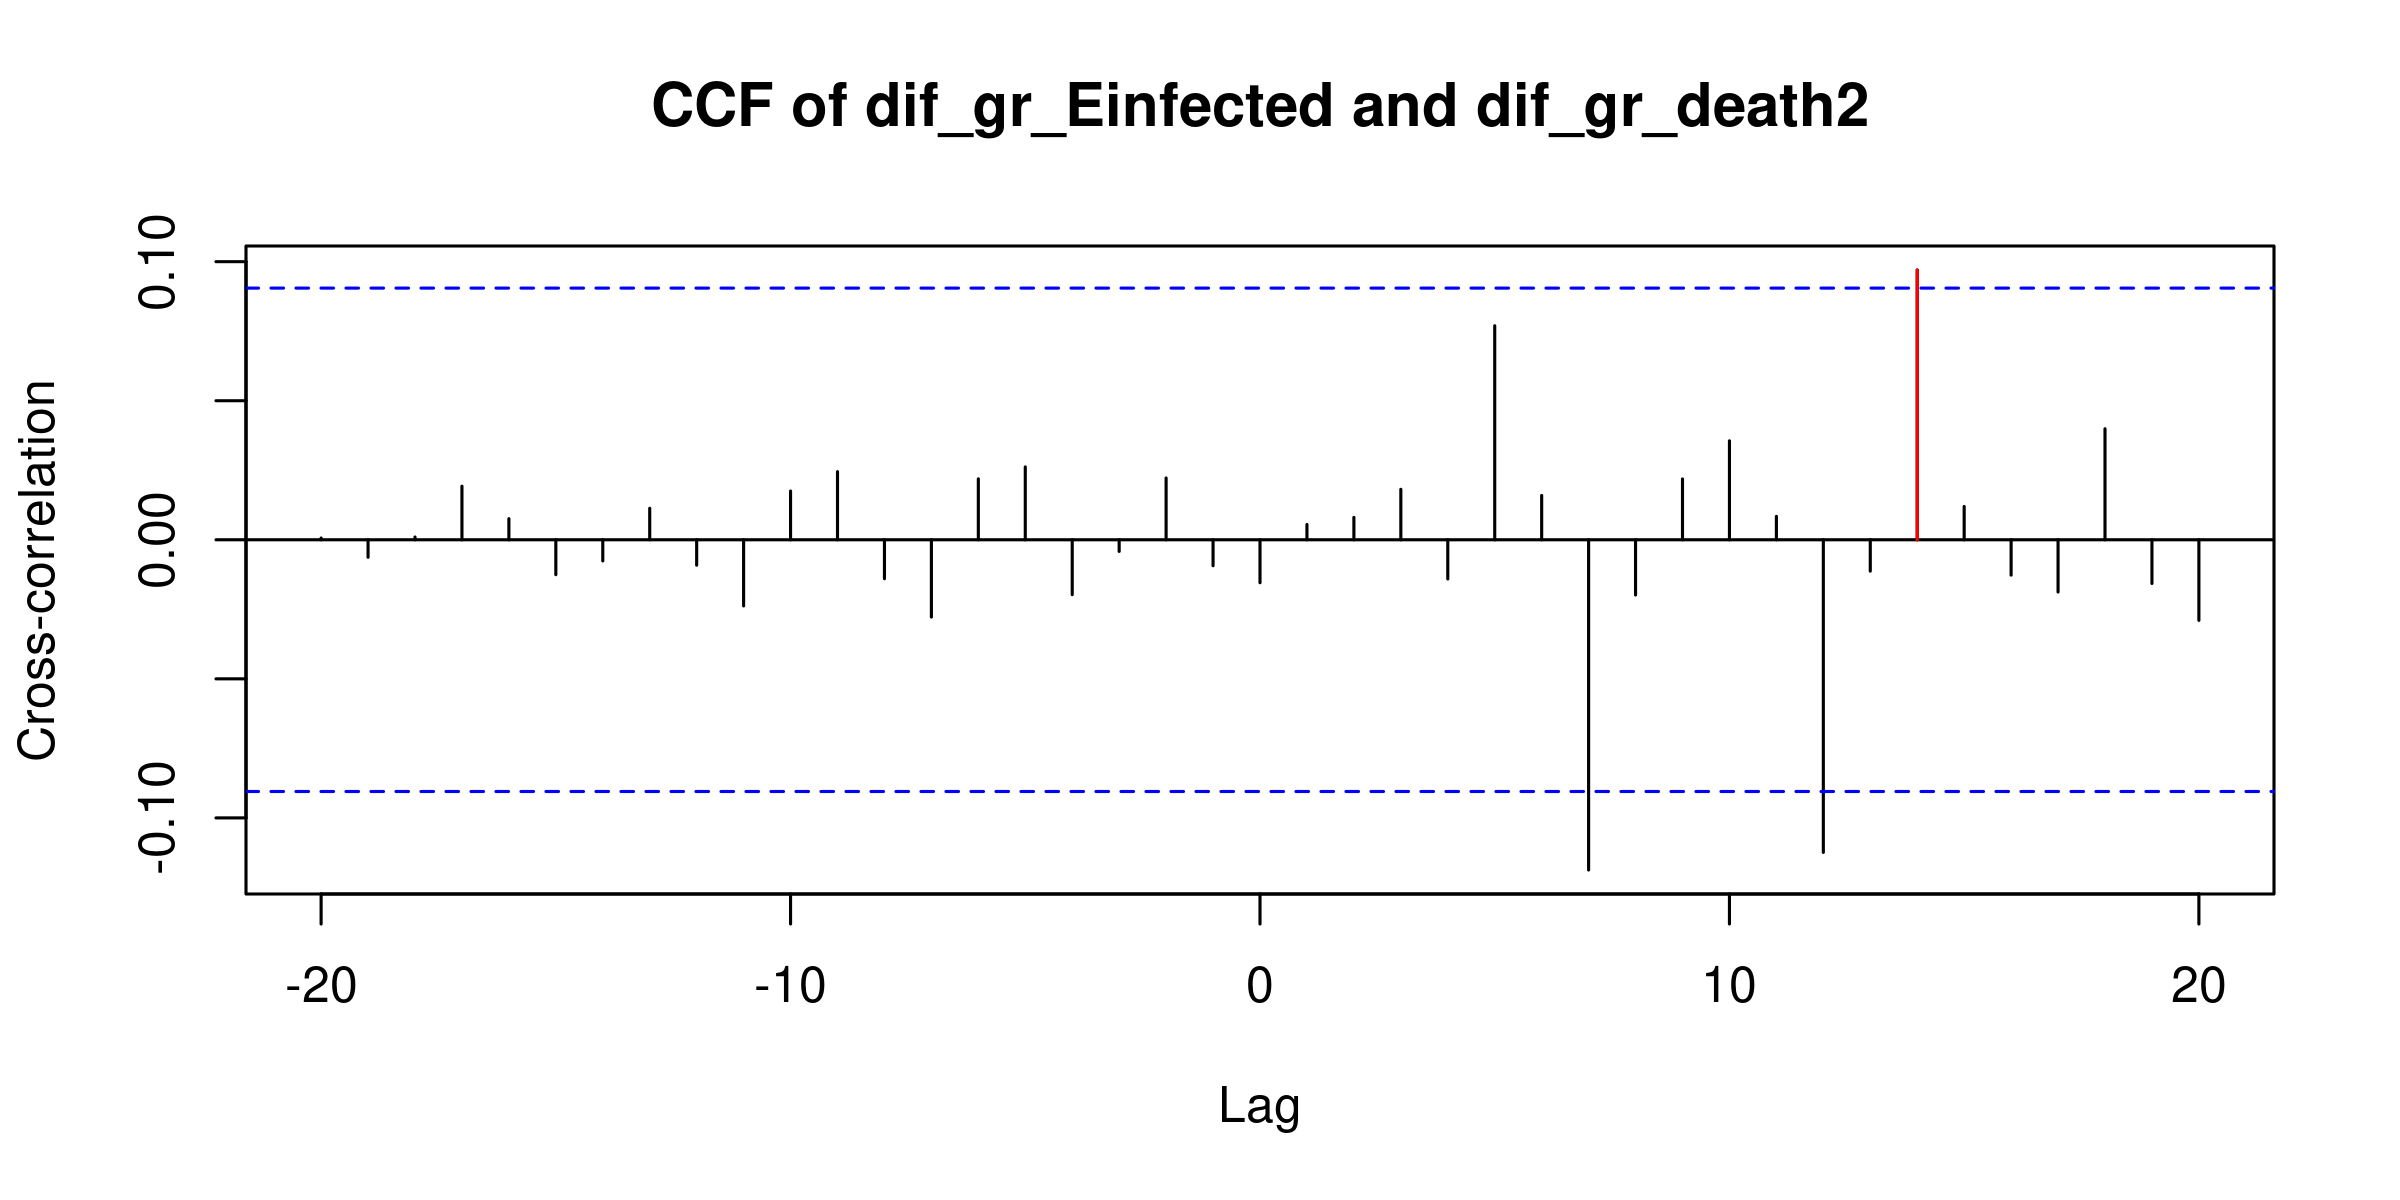 CCF of dif_gr_Einfected and dif_gr_death2
Cross-correlation
0.10
0.00
-0.10
-20
-10
0
10
20
Lag